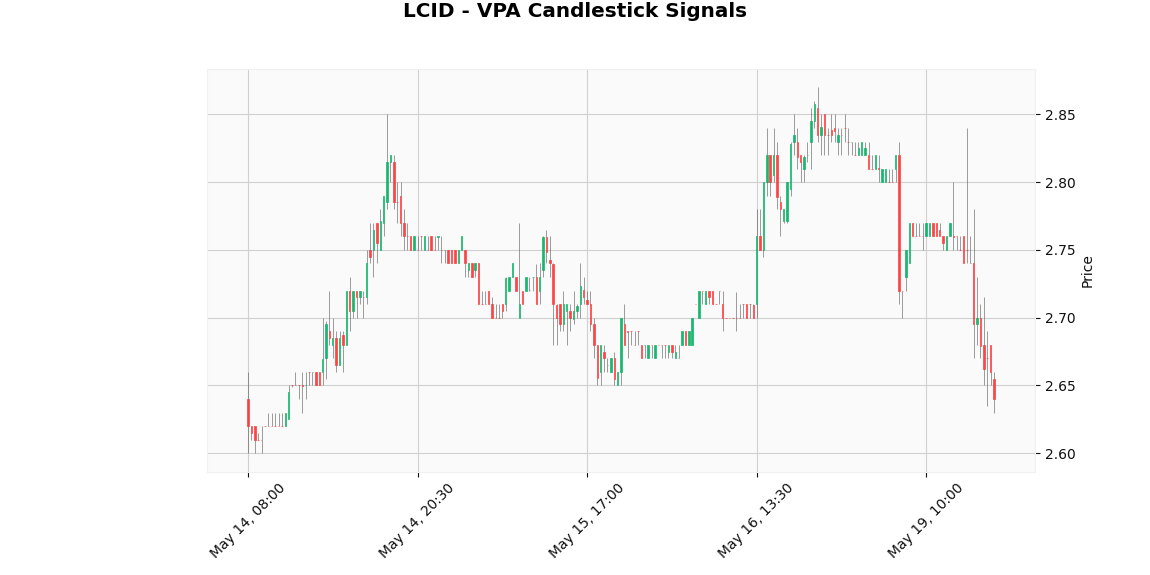 LCID - VPA Candlestick Signals
2.85
2.80
2.75
2.70
2.65
2.60
Price
May 14, 08:00
May 14, 20:30
May 15, 17:00
May 16, 13:30
May 19, 10:00